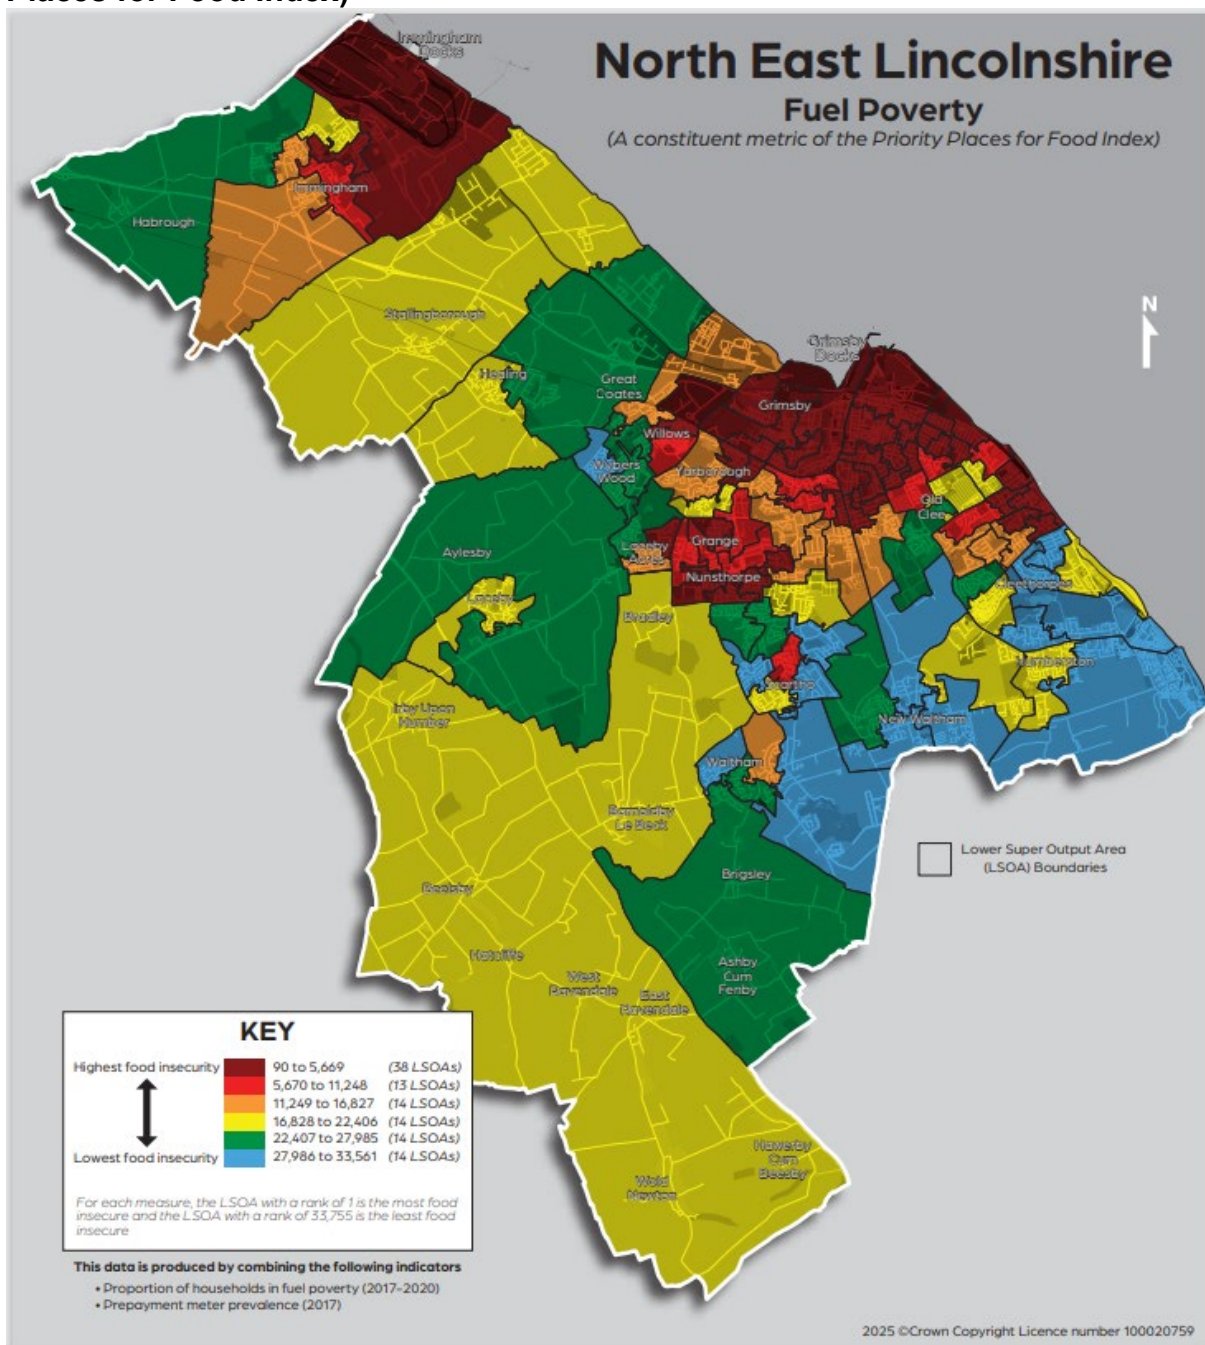 Places for Food Index)
North East Lincolnshire
Fuel Poverty
(A constituent metric of the Priority Places for Food Index)
Immingham
Docks
Immingham
Habrough
N
Stallingborough
Grimsby
Docks
Healing
Great
Coates
Grimsby
Willows
Wybers
Wood
Yarborough
Old
Clee
Aylesby
Laceby
Acres
Grange
Nunsthorpe
Cleethorpes
Laceby
Bradley
Scartho
Humberston
Irby Upon
Humber
New Waltham
Waltham
Barnoldby
Le Beck
Lower Super Output Area
(LSOA) Boundaries
Brigsley
Beelsby
Hatcliffe
West
Ravendale
East
Ravendale
Ashby
Cum
Fenby
Hawerby
Cum
Beesby
Wold
Newton
KEY
Highest food insecurity
90 to 5,669 (38 LSOAs)
5,670 to 11,248 (13 LSOAs)
11,249 to 16,827 (14 LSOAs)
16,828 to 22,406 (14 LSOAs)
22,407 to 27,985 (14 LSOAs)
Lowest food insecurity
27,986 to 33,561 (14 LSOAs)
For each measure, the LSOA with a rank of 1 is the most food
insecure and the LSOA with a rank of 33,755 is the least food
insecure
This data is produced by combining the following indicators
• Proportion of households in fuel poverty (2017-2020)
• Prepayment meter prevalence (2017)
2025 ©Crown Copyright Licence number 100020759